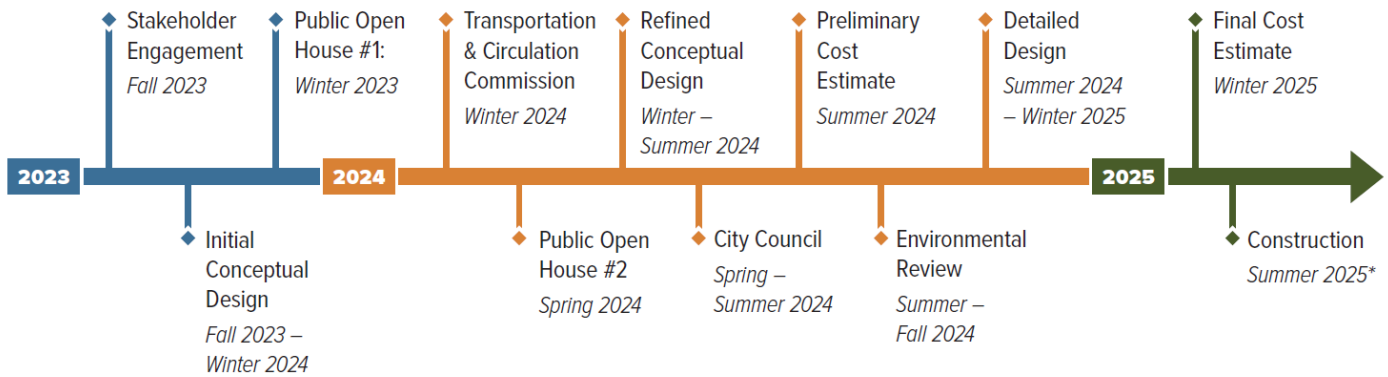 Stakeholder
Engagement
Fall 2023
Public Open
House #1:
Winter 2023
Transportation
& Circulation
Commission
Winter 2024
Refined
Conceptual
Design
Winter –
Summer 2024
Preliminary
Cost
Estimate
Summer 2024
Detailed
Design
Summer 2024
– Winter 2025
Final Cost
Estimate
Winter 2025
2023
2024
2025
Initial
Conceptual
Design
Fall 2023 –
Winter 2024
Public Open
House #2
Spring 2024
City Council
Spring –
Summer 2024
Environmental
Review
Summer –
Fall 2024
Construction
Summer 2025*